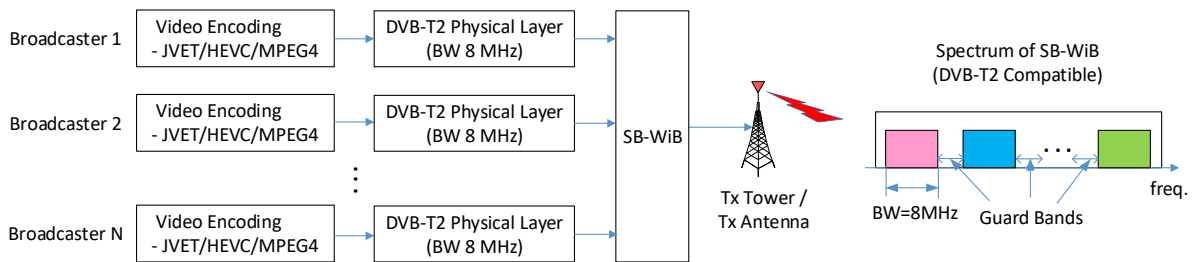 Broadcaster 1
Video Encoding
- JVET/HEVC/MPEG4
DVB-T2 Physical Layer
(BW 8 MHz)
Broadcaster 2
Video Encoding
- JVET/HEVC/MPEG4
DVB-T2 Physical Layer
(BW 8 MHz)
Broadcaster N
Video Encoding
- JVET/HEVC/MPEG4
DVB-T2 Physical Layer
(BW 8 MHz)
SB-WiB
Tx Tower /
Tx Antenna
Spectrum of SB-WiB
(DVB-T2 Compatible)
freq.
BW=8MHz
Guard Bands